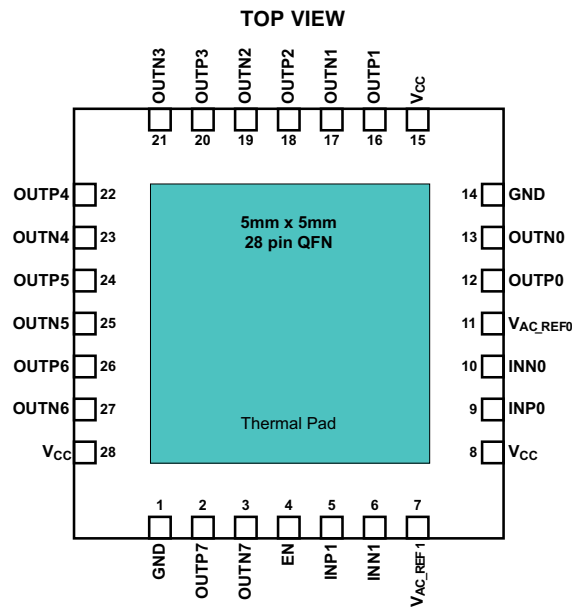 TOP VIEW
OUTN3
OUTP3
OUTN2
OUTP2
OUTN1
OUTP1
VCC
21 20 19 18 17 16 15
OUTP4 22
OUTN4 23
OUTP5 24
OUTN5 25
OUTP6 26
OUTN6 27
VCC 28
5mm x 5mm
28 pin QFN
Thermal Pad
14 GND
13 OUTN0
12 OUTP0
11 VAC_REF0
10 INN0
9 INP0
8 VCC
1 2 3 4 5 6 7
GND
OUTP7
OUTN7
EN
INP1
INN1
VAC_REF1